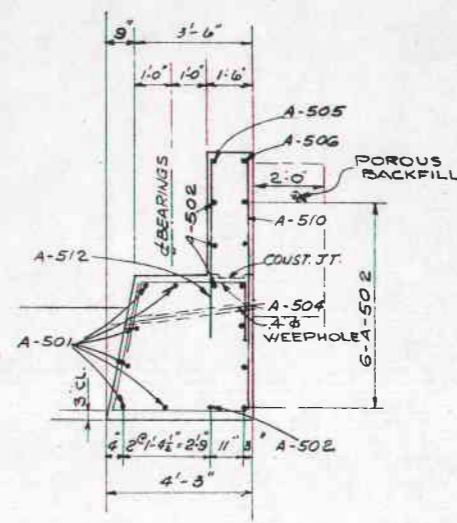 9" 3'-6"
1'-0" 1'-0" 1'-6"
A-505
A-506
POROUS
BACKFILL
2'-0"
℄ BEARINGS
A-502
A-510
A-512
CONST. JT.
A-504
4"ϕ
WEEPHOLE
6-A-502
A-501
3" CL.
4" 2@1'-4½"=2'-9" 11" 3"
A-502
4'-3"